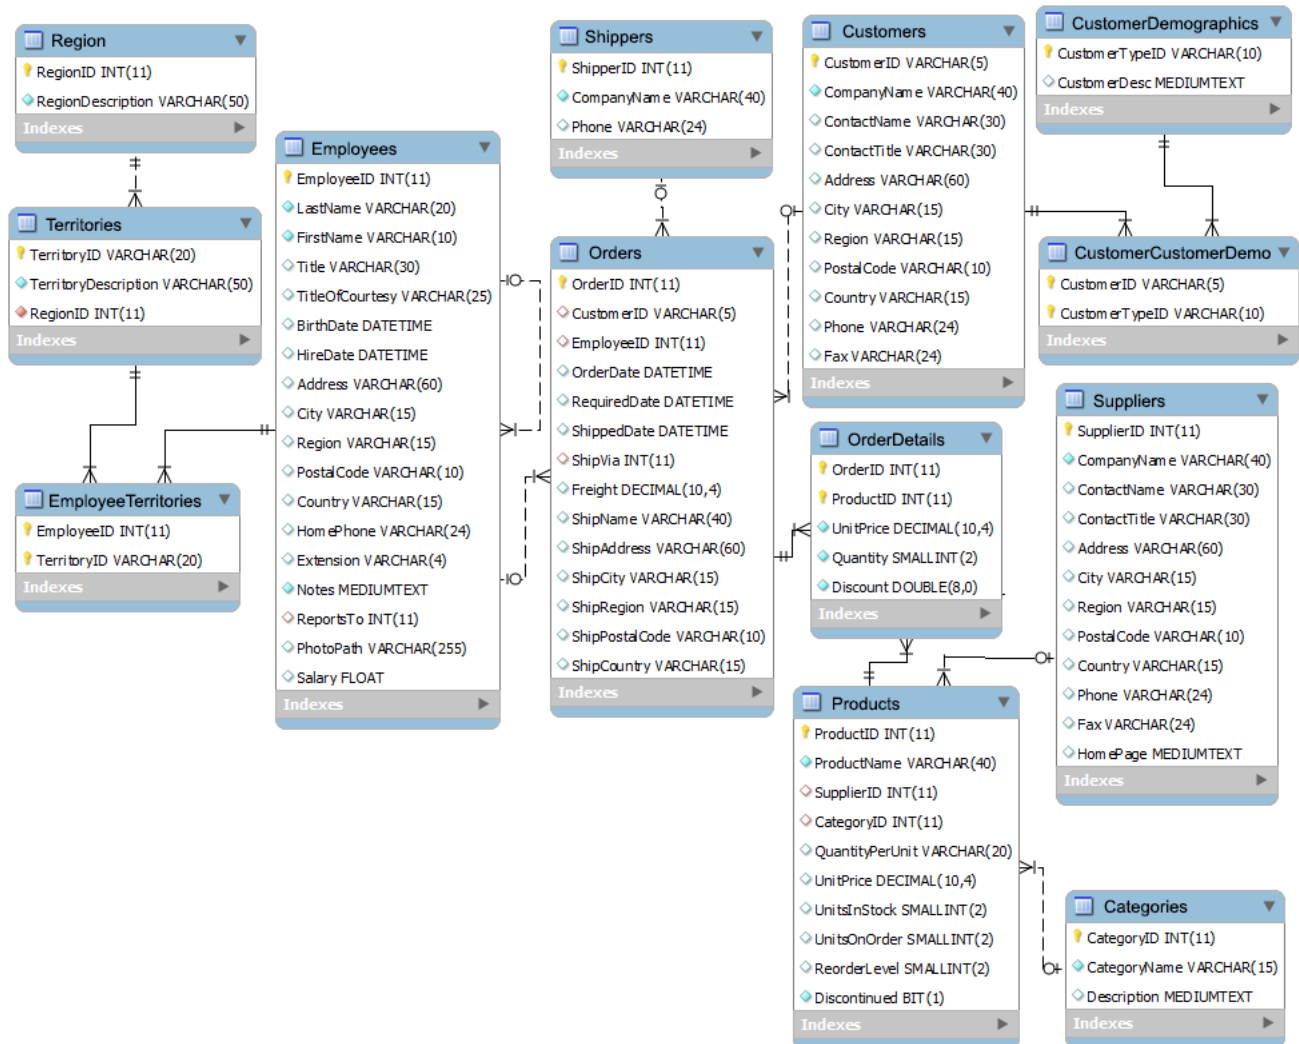 Region
RegionID INT(11)
RegionDescription VARCHAR(50)
Indexes
Territories
TerritoryID VARCHAR(20)
TerritoryDescription VARCHAR(50)
RegionID INT(11)
Indexes
EmployeeTerritories
EmployeeID INT(11)
TerritoryID VARCHAR(20)
Indexes
Employees
EmployeeID INT(11)
LastName VARCHAR(20)
FirstName VARCHAR(10)
Title VARCHAR(30)
TitleOfCourtesy VARCHAR(25)
BirthDate DATETIME
HireDate DATETIME
Address VARCHAR(60)
City VARCHAR(15)
Region VARCHAR(15)
PostalCode VARCHAR(10)
Country VARCHAR(15)
HomePhone VARCHAR(24)
Extension VARCHAR(4)
Notes MEDIUMTEXT
ReportsTo INT(11)
PhotoPath VARCHAR(255)
Salary FLOAT
Indexes
Shippers
ShipperID INT(11)
CompanyName VARCHAR(40)
Phone VARCHAR(24)
Indexes
Orders
OrderID INT(11)
CustomerID VARCHAR(5)
EmployeeID INT(11)
OrderDate DATETIME
RequiredDate DATETIME
ShippedDate DATETIME
ShipVia INT(11)
Freight DECIMAL(10,4)
ShipName VARCHAR(40)
ShipAddress VARCHAR(60)
ShipCity VARCHAR(15)
ShipRegion VARCHAR(15)
ShipPostalCode VARCHAR(10)
ShipCountry VARCHAR(15)
Indexes
Customers
CustomerID VARCHAR(5)
CompanyName VARCHAR(40)
ContactName VARCHAR(30)
ContactTitle VARCHAR(30)
Address VARCHAR(60)
City VARCHAR(15)
Region VARCHAR(15)
PostalCode VARCHAR(10)
Country VARCHAR(15)
Phone VARCHAR(24)
Fax VARCHAR(24)
Indexes
CustomerDemographics
CustomerTypeID VARCHAR(10)
CustomerDesc MEDIUMTEXT
Indexes
CustomerCustomerDemo
CustomerID VARCHAR(5)
CustomerTypeID VARCHAR(10)
Indexes
OrderDetails
OrderID INT(11)
ProductID INT(11)
UnitPrice DECIMAL(10,4)
Quantity SMALLINT(2)
Discount DOUBLE(8,0)
Indexes
Suppliers
SupplierID INT(11)
CompanyName VARCHAR(40)
ContactName VARCHAR(30)
ContactTitle VARCHAR(30)
Address VARCHAR(60)
City VARCHAR(15)
Region VARCHAR(15)
PostalCode VARCHAR(10)
Country VARCHAR(15)
Phone VARCHAR(24)
Fax VARCHAR(24)
HomePage MEDIUMTEXT
Indexes
Products
ProductID INT(11)
ProductName VARCHAR(40)
SupplierID INT(11)
CategoryID INT(11)
QuantityPerUnit VARCHAR(20)
UnitPrice DECIMAL(10,4)
UnitsInStock SMALLINT(2)
UnitsOnOrder SMALLINT(2)
ReorderLevel SMALLINT(2)
Discontinued BIT(1)
Indexes
Categories
CategoryID INT(11)
CategoryName VARCHAR(15)
Description MEDIUMTEXT
Indexes